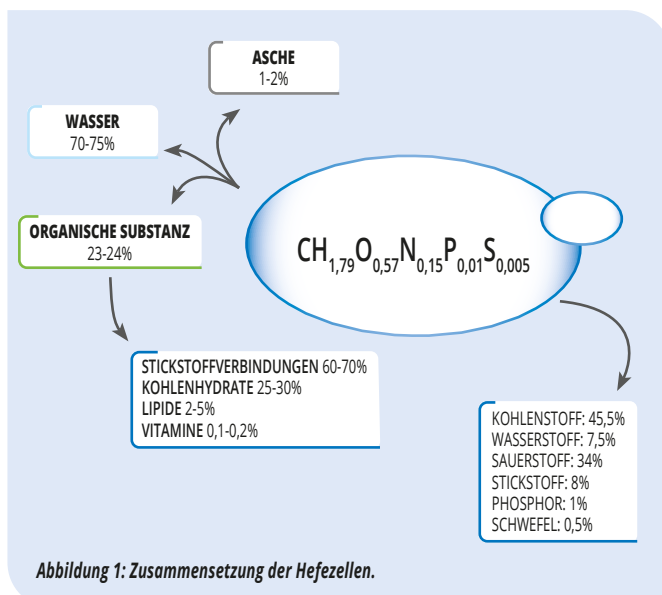 ASCHE
1-2%
WASSER
70-75%
ORGANISCHE SUBSTANZ
23-24%
CH1,79O0,57N0,15P0,01S0,005
STICKSTOFFVERBINDUNGEN 60-70%
KOHLENHYDRATE 25-30%
LIPIDE 2-5%
VITAMINE 0,1-0,2%
KOHLENSTOFF: 45,5%
WASSERSTOFF: 7,5%
SAUERSTOFF: 34%
STICKSTOFF: 8%
PHOSPHOR: 1%
SCHWEFEL: 0,5%
Abbildung 1: Zusammensetzung der Hefezellen.